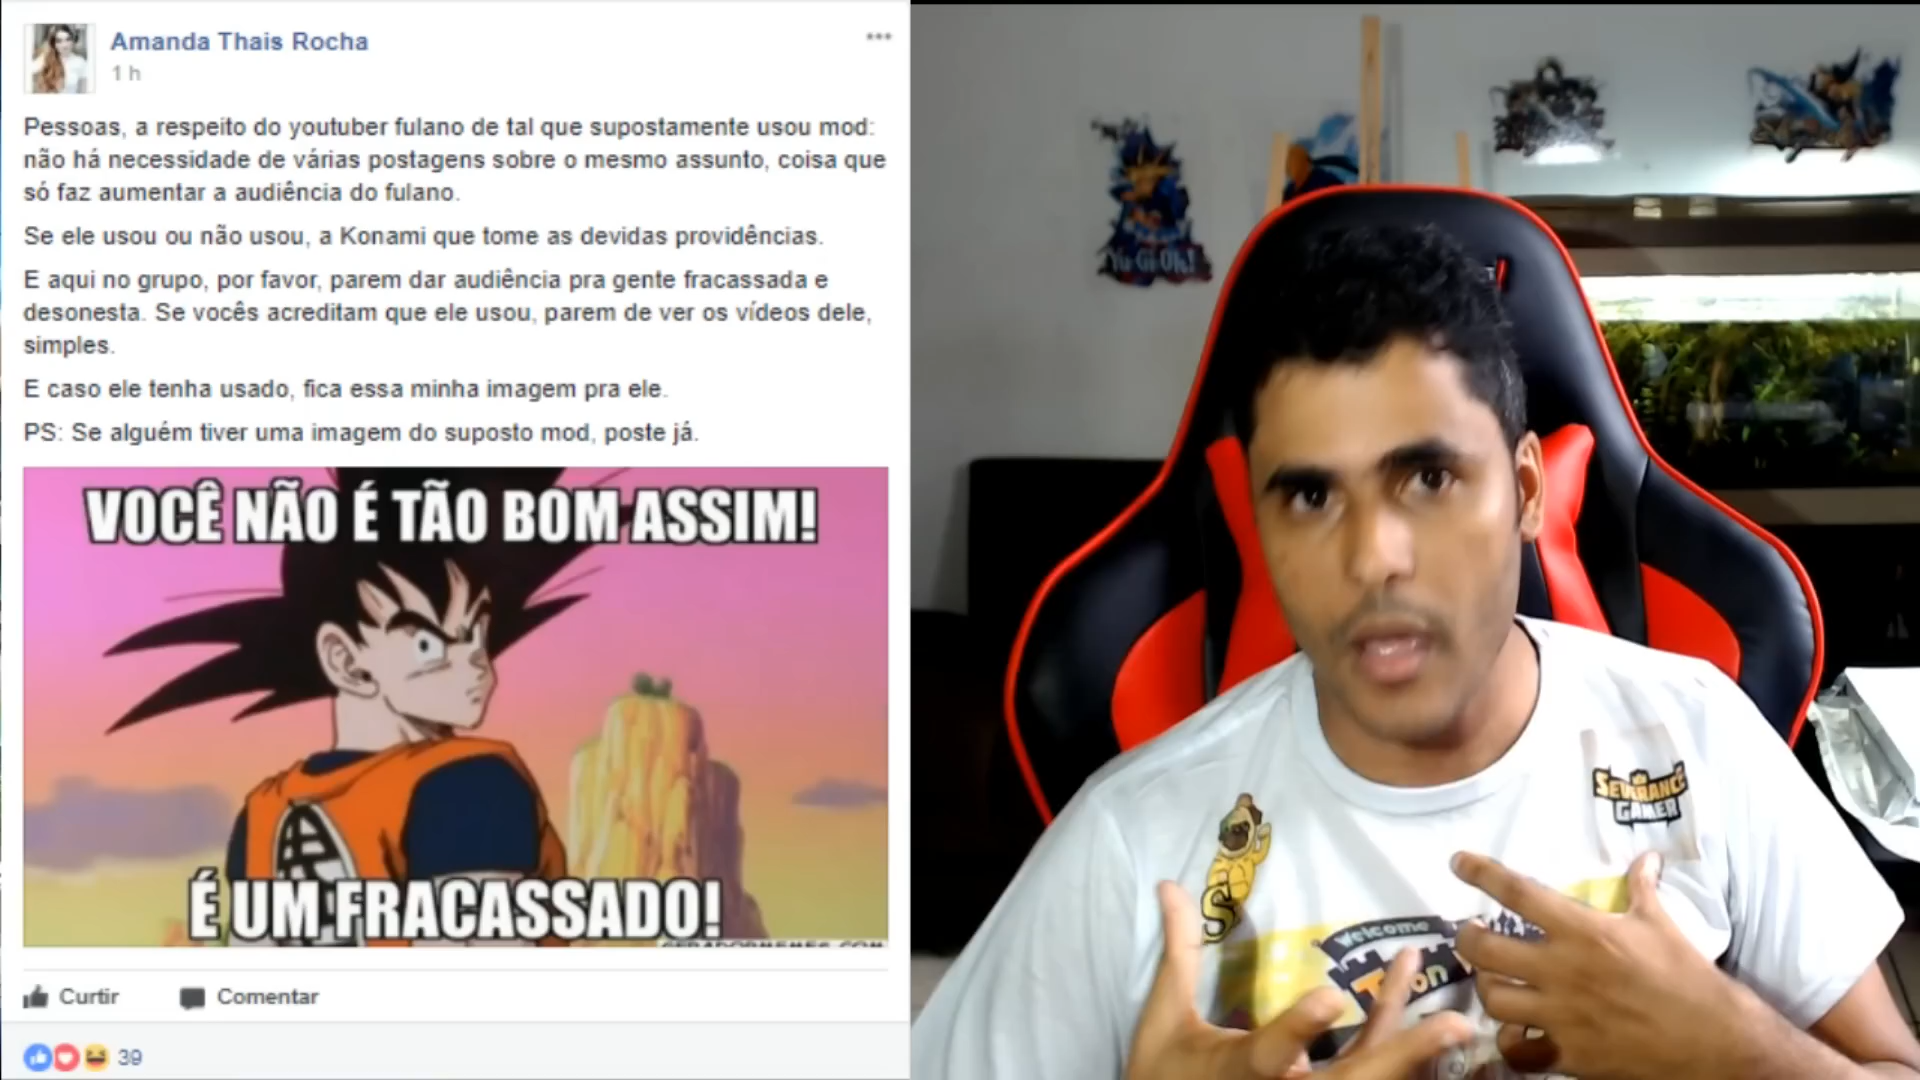 Amanda Thais Rocha
1 h
Pessoas, a respeito do youtuber fulano de tal que supostamente usou mod:
não há necessidade de várias postagens sobre o mesmo assunto, coisa que
só faz aumentar a audiência do fulano.
Se ele usou ou não usou, a Konami que tome as devidas providências.
E aqui no grupo, por favor, parem dar audiência pra gente fracassada e
desonesta. Se vocês acreditam que ele usou, parem de ver os vídeos dele,
simples.
E caso ele tenha usado, fica essa minha imagem pra ele.
PS: Se alguém tiver uma imagem do suposto mod, poste já.
VOCÊ NÃO É TÃO BOM ASSIM!
É UM FRACASSADO!
Curtir Comentar
39
Yu-Gi-Oh!
SEVERANCE
GAMER
S
Welcome
Toon